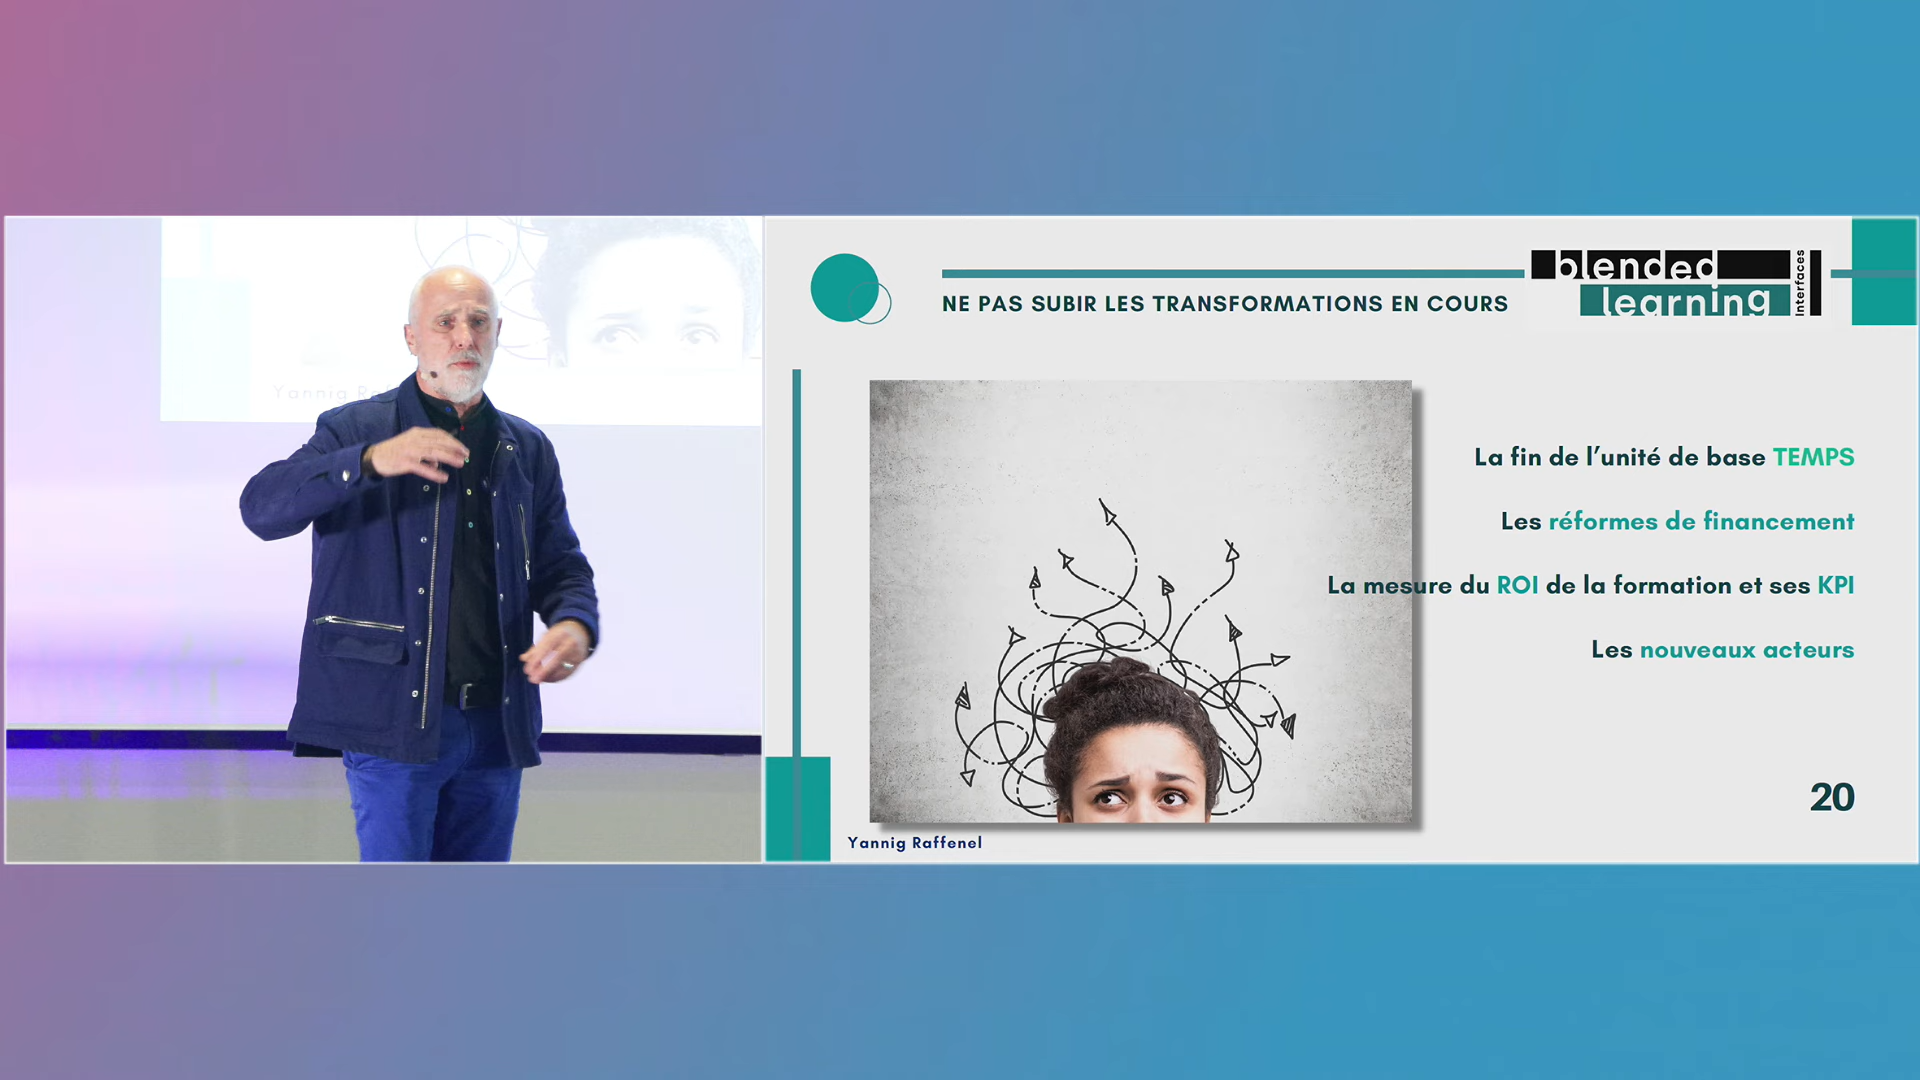 Yannig
NE PAS SUBIR LES TRANSFORMATIONS EN COURS
blended
learning
Interfaces
La fin de l’unité de base TEMPS
Les réformes de financement
La mesure du ROI de la formation et ses KPI
Les nouveaux acteurs
20
Yannig Raffenel